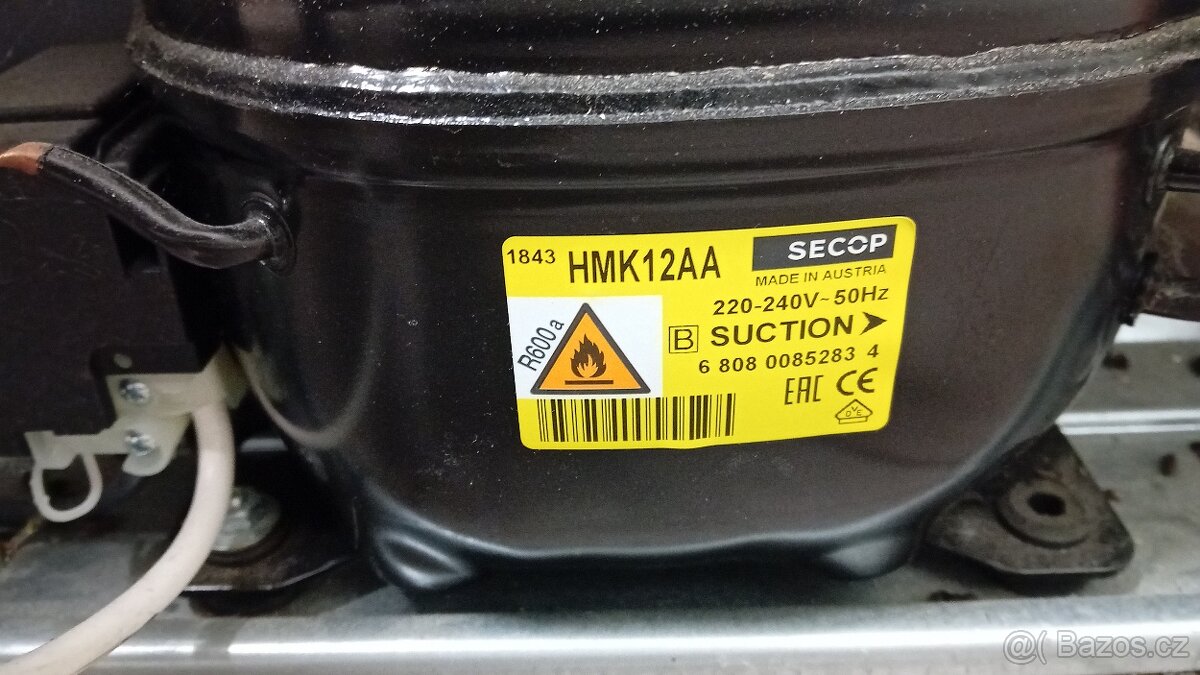 1843 HMK12AA SECOP
MADE IN AUSTRIA
220-240V~50Hz
R600a
B SUCTION
6 808 0085283 4
EAC CE
DVE
@( Bazos.cz